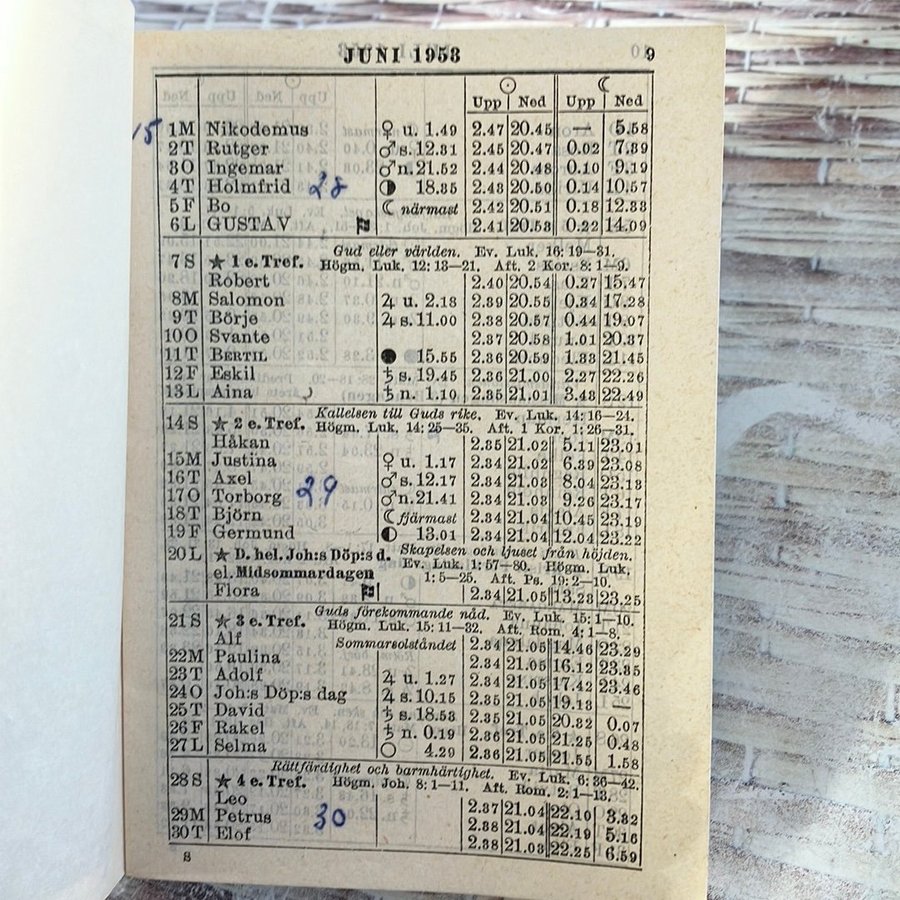 JUNI 1953 9
☉ ☾
Upp Ned Upp Ned
15 1M Nikodemus ♀ u. 1.49 2.47 20.45 — 5.58
2T Rutger ♂ s. 12.31 2.45 20.47 0.02 7.39
3O Ingemar ♂ n. 21.52 2.44 20.48 0.10 9.19
4T Holmfrid 28 ◑ 18.35 2.43 20.50 0.14 10.57
5F Bo ☾ närmast 2.42 20.51 0.18 12.33
6L GUSTAV 2.41 20.53 0.22 14.09
Gud eller världen. Ev. Luk. 16: 19—31.
7S ★ 1 e. Tref. Högm. Luk. 12: 13—21. Aft. 2 Kor. 8: 1—9.
Robert 2.40 20.54 0.27 15.47
8M Salomon ♃ u. 2.13 2.39 20.55 0.34 17.28
9T Börje ♃ s. 11.00 2.38 20.57 0.44 19.07
10O Svante 2.37 20.58 1.01 20.37
11T BERTIL ● 15.55 2.36 20.59 1.33 21.45
12F Eskil ♄ s. 19.45 2.36 21.00 2.27 22.26
13L Aina ♄ n. 1.10 2.35 21.01 3.43 22.49
Kallelsen till Guds rike. Ev. Luk. 14: 16—24.
14S ★ 2 e. Tref. Högm. Luk. 14: 25—35. Aft. 1 Kor. 1: 26—31.
Håkan 2.35 21.02 5.11 23.01
15M Justina ♀ u. 1.17 2.34 21.02 6.39 23.08
16T Axel ♂ s. 12.17 2.34 21.03 8.04 23.13
17O Torborg 29 ♂ n. 21.41 2.34 21.03 9.26 23.17
18T Björn ☾ fjärmast 2.34 21.04 10.45 23.19
19F Germund ◐ 13.01 2.34 21.04 12.04 23.22
20L ★ D. hel. Joh:s Döp:s d. Skapelsen och ljuset från höjden.
el. Midsommardagen Ev. Luk. 1: 57—80. Högm. Luk.
1: 5—25. Aft. Ps. 19: 2—10.
Flora 2.34 21.05 13.23 23.25
Guds förekommande nåd. Ev. Luk. 15: 1—10.
21S ★ 3 e. Tref. Högm. Luk. 15: 11—32. Aft. Rom. 4: 1—8.
Alf Sommarsolståndet 2.34 21.05 14.46 23.29
22M Paulina 2.34 21.05 16.12 23.35
23T Adolf ♃ u. 1.27 2.34 21.05 17.42 23.46
24O Joh:s Döp:s dag ♃ s. 10.15 2.35 21.05 19.13 —
25T David ♄ s. 18.53 2.35 21.05 20.32 0.07
26F Rakel ♄ n. 0.19 2.36 21.05 21.25 0.48
27L Selma ○ 4.29 2.36 21.05 21.55 1.58
Rättfärdighet och barmhärtighet. Ev. Luk. 6: 36—42.
28S ★ 4 e. Tref. Högm. Joh. 8: 1—11. Aft. Rom. 2: 1—13.
Leo 2.37 21.04 22.10 3.32
29M Petrus 30 2.38 21.04 22.19 5.16
30T Elof 2.38 21.03 22.25 6.59
8